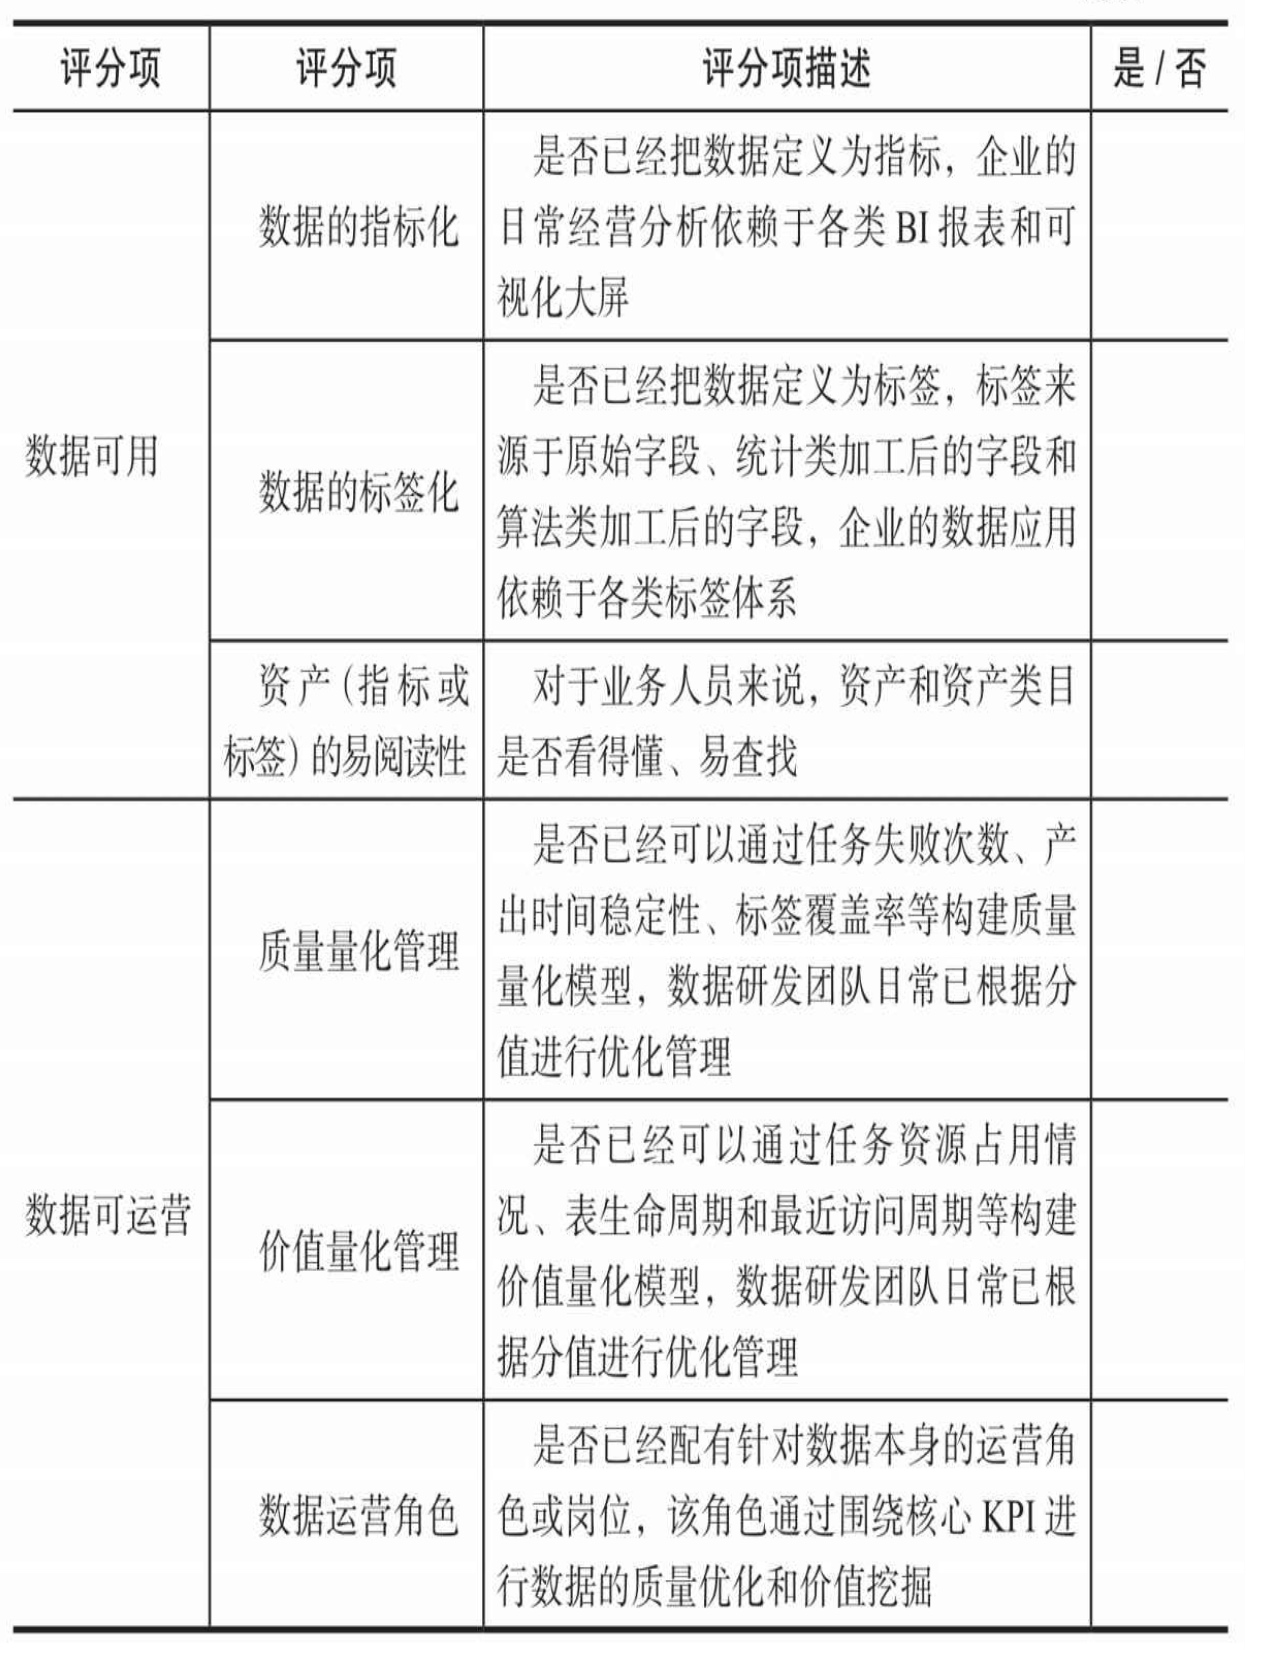 评分项 评分项 评分项描述 是/否
数据可用
数据的指标化
是否已经把数据定义为指标，企业的
日常经营分析依赖于各类 BI 报表和可
视化大屏
数据的标签化
是否已经把数据定义为标签，标签来
源于原始字段、统计类加工后的字段和
算法类加工后的字段，企业的数据应用
依赖于各类标签体系
资产（指标或
标签）的易阅读性
对于业务人员来说，资产和资产类目
是否看得懂、易查找
数据可运营
质量量化管理
是否已经可以通过任务失败次数、产
出时间稳定性、标签覆盖率等构建质量
量化模型，数据研发团队日常已根据分
值进行优化管理
价值量化管理
是否已经可以通过任务资源占用情
况、表生命周期和最近访问周期等构建
价值量化模型，数据研发团队日常已根
据分值进行优化管理
数据运营角色
是否已经配有针对数据本身的运营角
色或岗位，该角色通过围绕核心 KPI 进
行数据的质量优化和价值挖掘